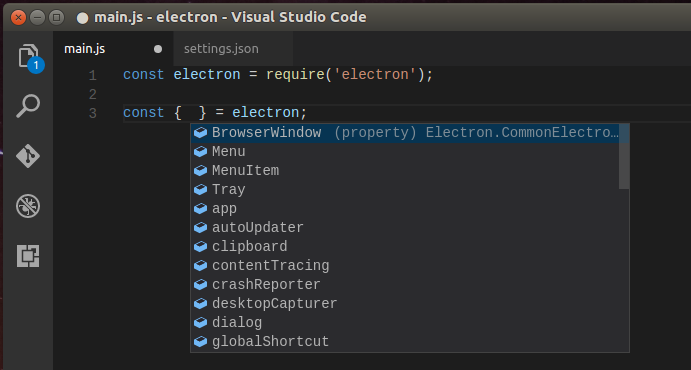 main.js - electron - Visual Studio Code
main.js
settings.json
1
1 const electron = require('electron');
2
3 const {  } = electron;
BrowserWindow (property) Electron.CommonElectro…
Menu
MenuItem
Tray
app
autoUpdater
clipboard
contentTracing
crashReporter
desktopCapturer
dialog
globalShortcut